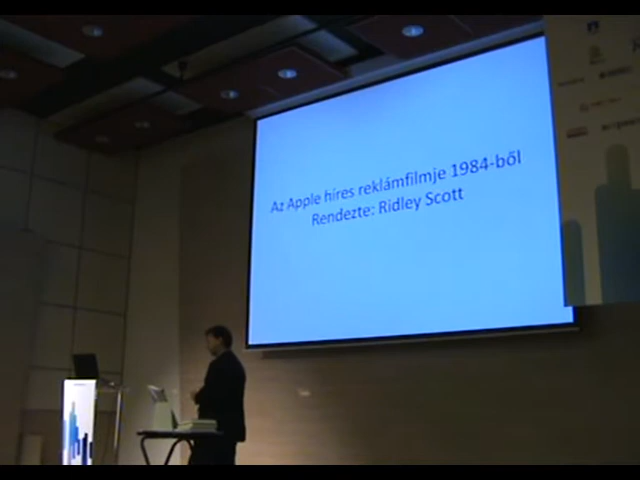 Az Apple híres reklámfilmje 1984-ből
Rendezte: Ridley Scott